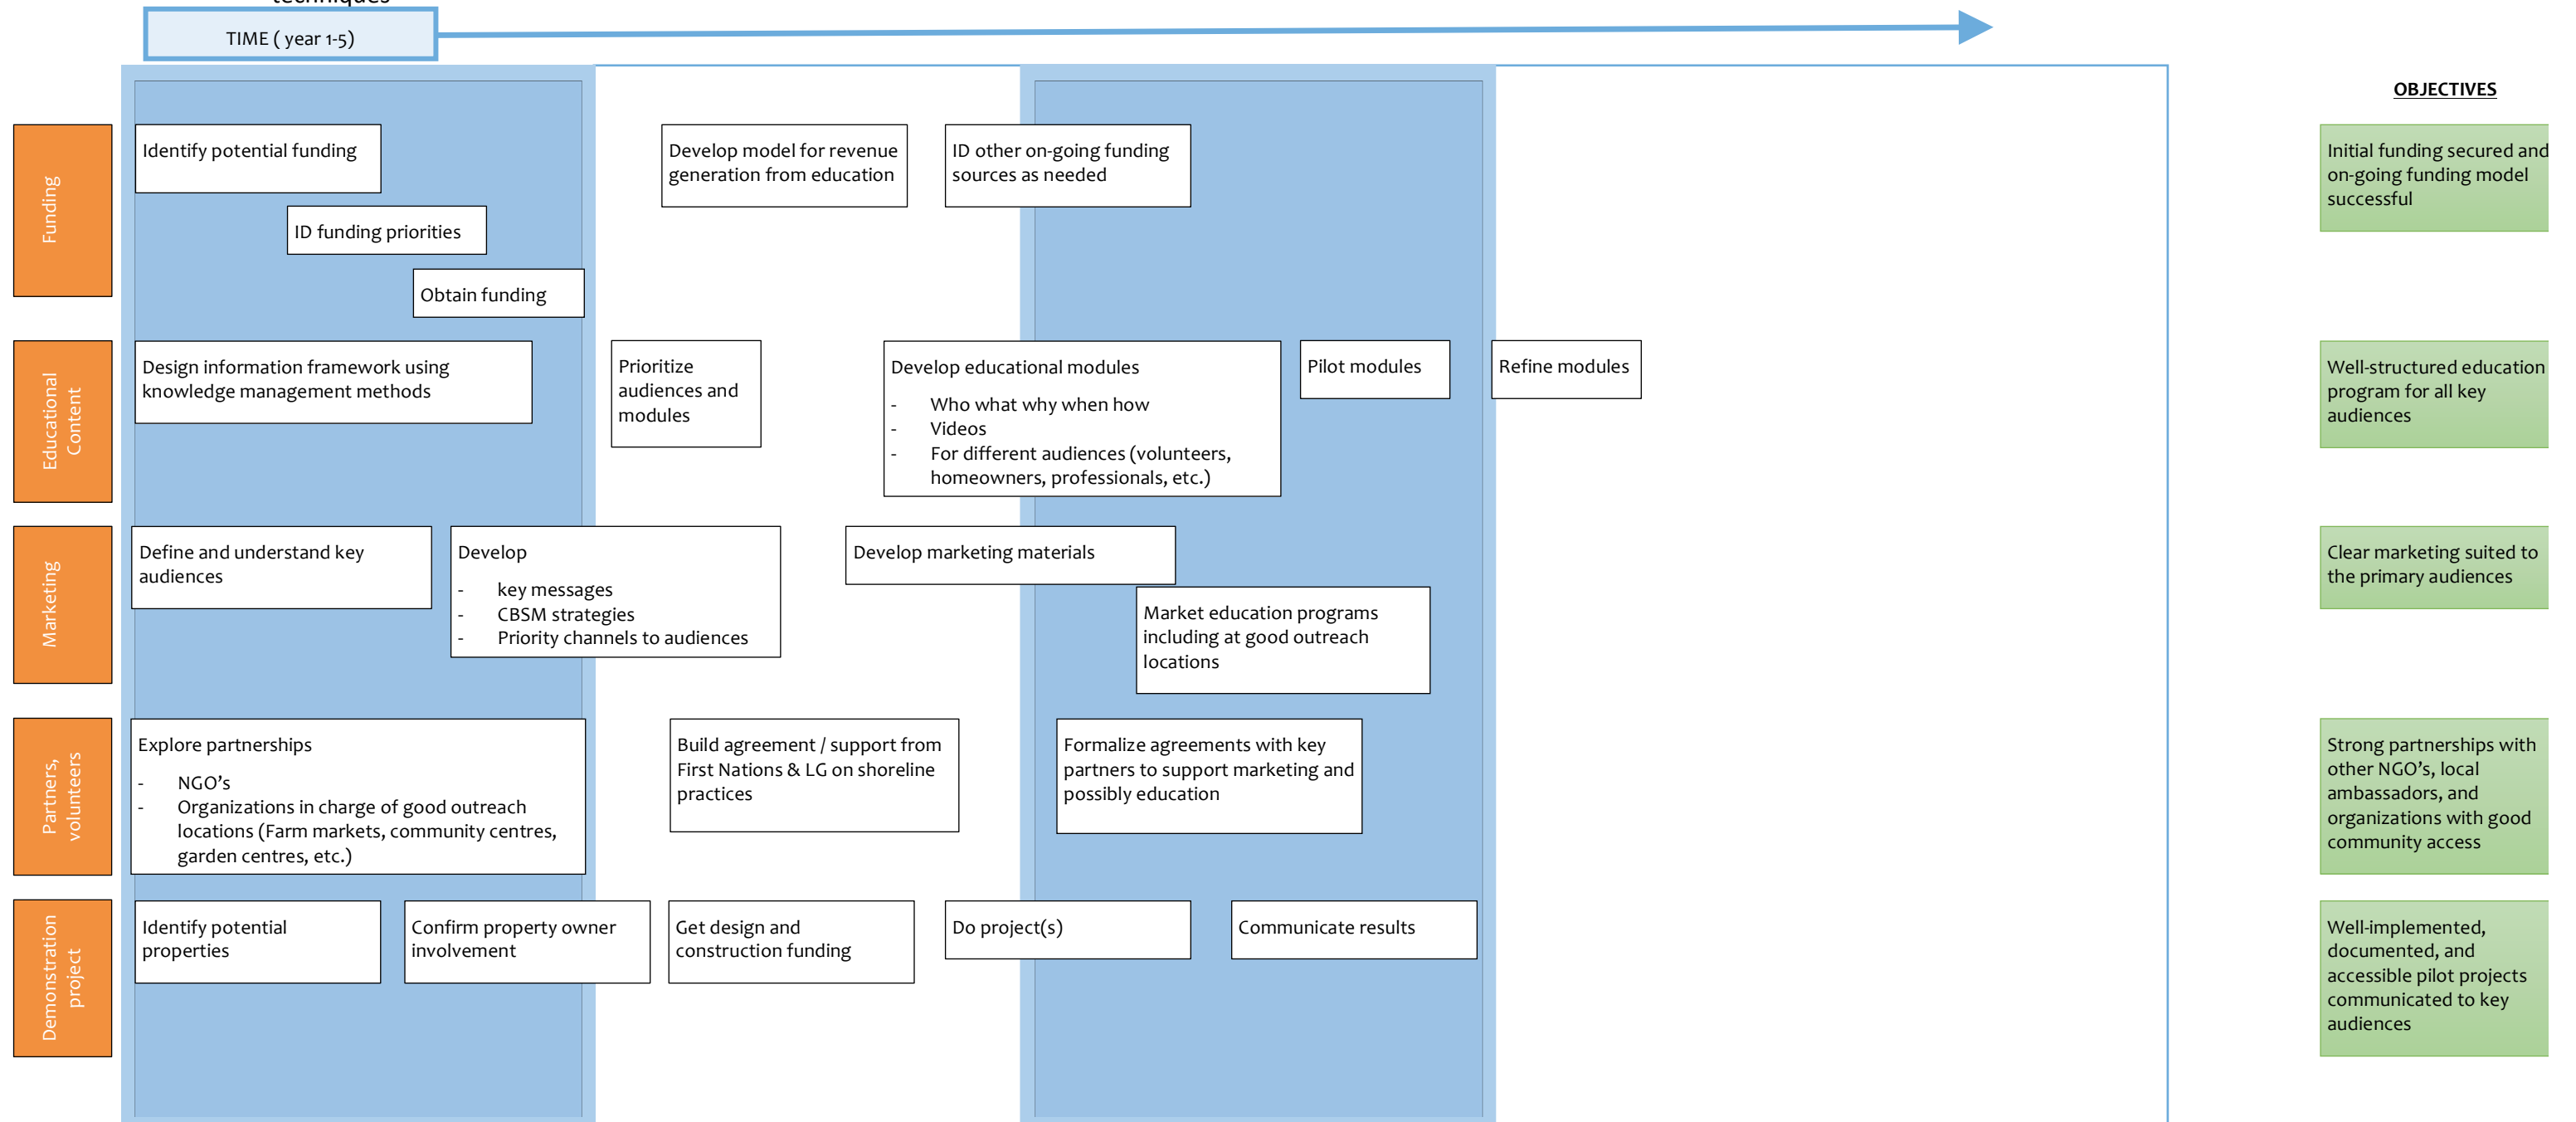 techniques
TIME ( year 1-5)
OBJECTIVES
Funding
Identify potential funding
ID funding priorities
Obtain funding
Develop model for revenue
generation from education
ID other on-going funding
sources as needed
Initial funding secured and
on-going funding model
successful
Educational
Content
Design information framework using
knowledge management methods
Prioritize
audiences and
modules
Develop educational modules
- Who what why when how
- Videos
- For different audiences (volunteers,
homeowners, professionals, etc.)
Pilot modules
Refine modules
Well-structured education
program for all key
audiences
Marketing
Define and understand key
audiences
Develop
- key messages
- CBSM strategies
- Priority channels to audiences
Develop marketing materials
Market education programs
including at good outreach
locations
Clear marketing suited to
the primary audiences
Partners,
volunteers
Explore partnerships
- NGO’s
- Organizations in charge of good outreach
locations (Farm markets, community centres,
garden centres, etc.)
Build agreement / support from
First Nations & LG on shoreline
practices
Formalize agreements with key
partners to support marketing and
possibly education
Strong partnerships with
other NGO’s, local
ambassadors, and
organizations with good
community access
Demonstration
project
Identify potential
properties
Confirm property owner
involvement
Get design and
construction funding
Do project(s)
Communicate results
Well-implemented,
documented, and
accessible pilot projects
communicated to key
audiences